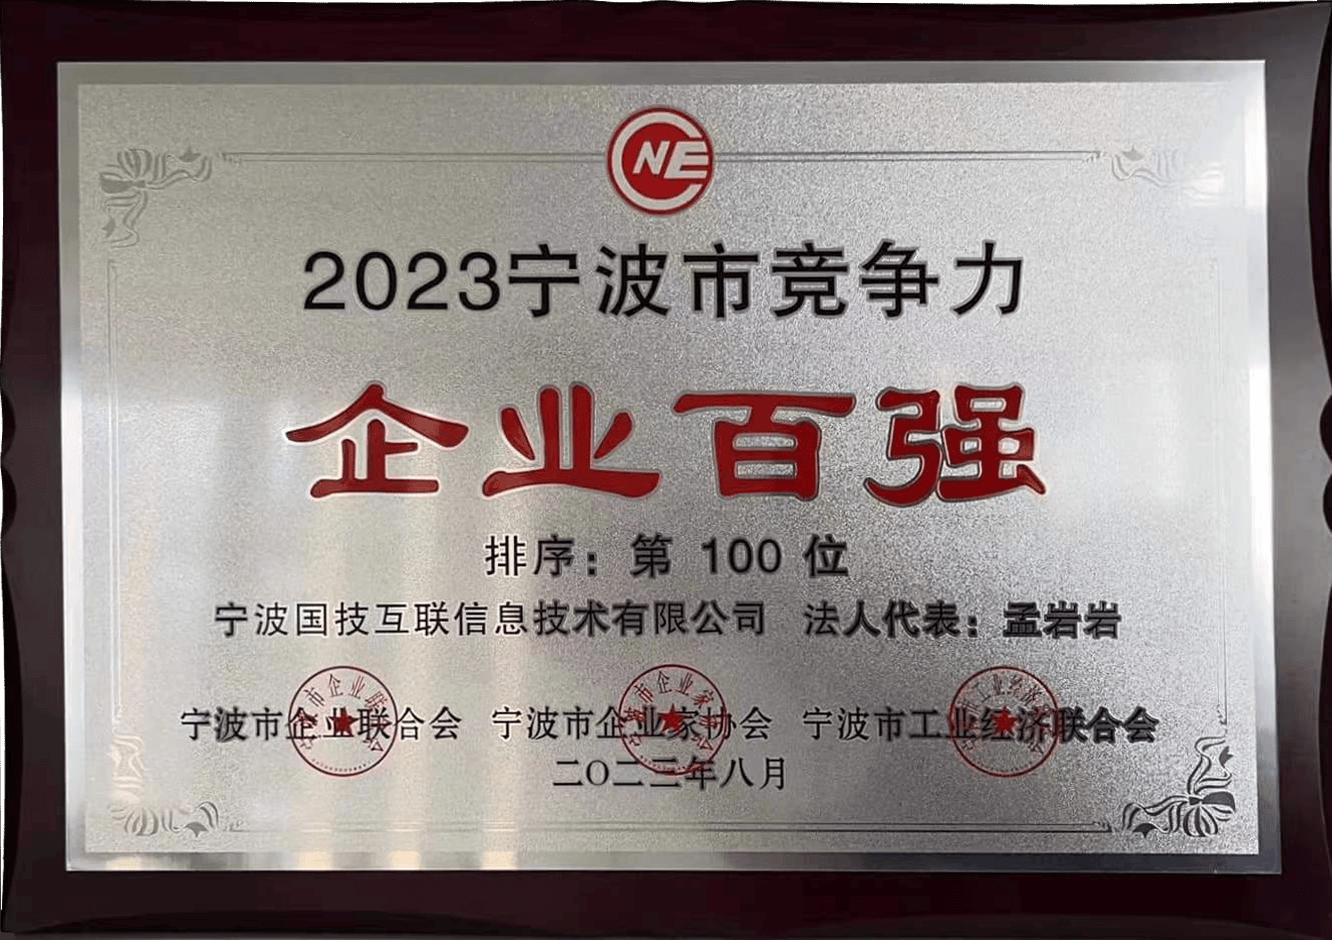 CNE
2023宁波市竞争力
企业百强
排序：第 100 位
宁波国技互联信息技术有限公司 法人代表：孟岩岩
宁波市企业联合会 宁波市企业家协会 宁波市工业经济联合会
二〇二三年八月